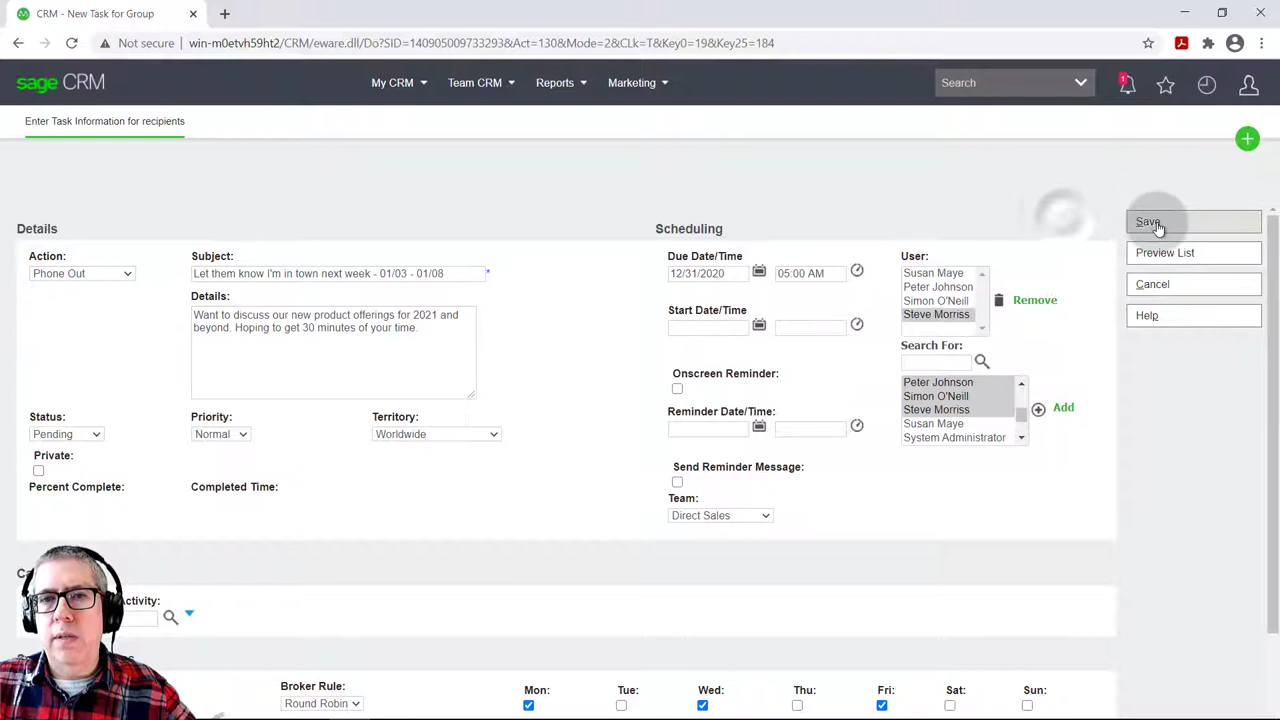 CRM - New Task for Group
Not secure
win-m0etvh59ht2/CRM/eware.dll/Do?SID=140905009733293&Act=130&Mode=2&CLk=T&Key0=19&Key25=184
sage CRM
My CRM
Team CRM
Reports
Marketing
Search
1
Enter Task Information for recipients
Save
Preview List
Cancel
Help
Details
Action:
Phone Out
Subject:
Let them know I'm in town next week - 01/03 - 01/08
*
Details:
Want to discuss our new product offerings for 2021 and
beyond. Hoping to get 30 minutes of your time.
Status:
Pending
Priority:
Normal
Territory:
Worldwide
Private:
Percent Complete:
Completed Time:
Scheduling
Due Date/Time
12/31/2020
05:00 AM
Start Date/Time
Onscreen Reminder:
Reminder Date/Time:
Send Reminder Message:
Team:
Direct Sales
User:
Susan Maye
Peter Johnson
Simon O'Neill
Steve Morriss
Remove
Search For:
Peter Johnson
Simon O'Neill
Steve Morriss
Susan Maye
System Administrator
Add
Activity:
Broker Rule:
Round Robin
Mon:
Tue:
Wed:
Thu:
Fri:
Sat:
Sun: